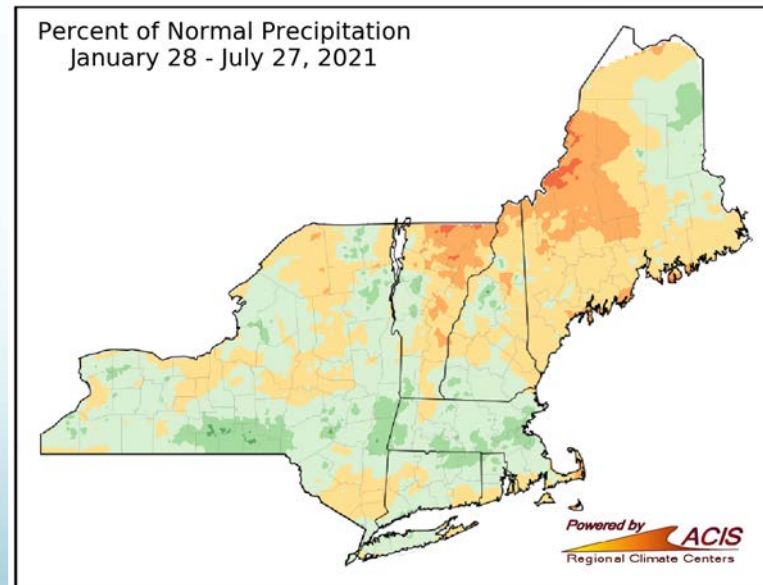 Percent of Normal Precipitation
January 28 - July 27, 2021
Powered by
ACIS
Regional Climate Centers